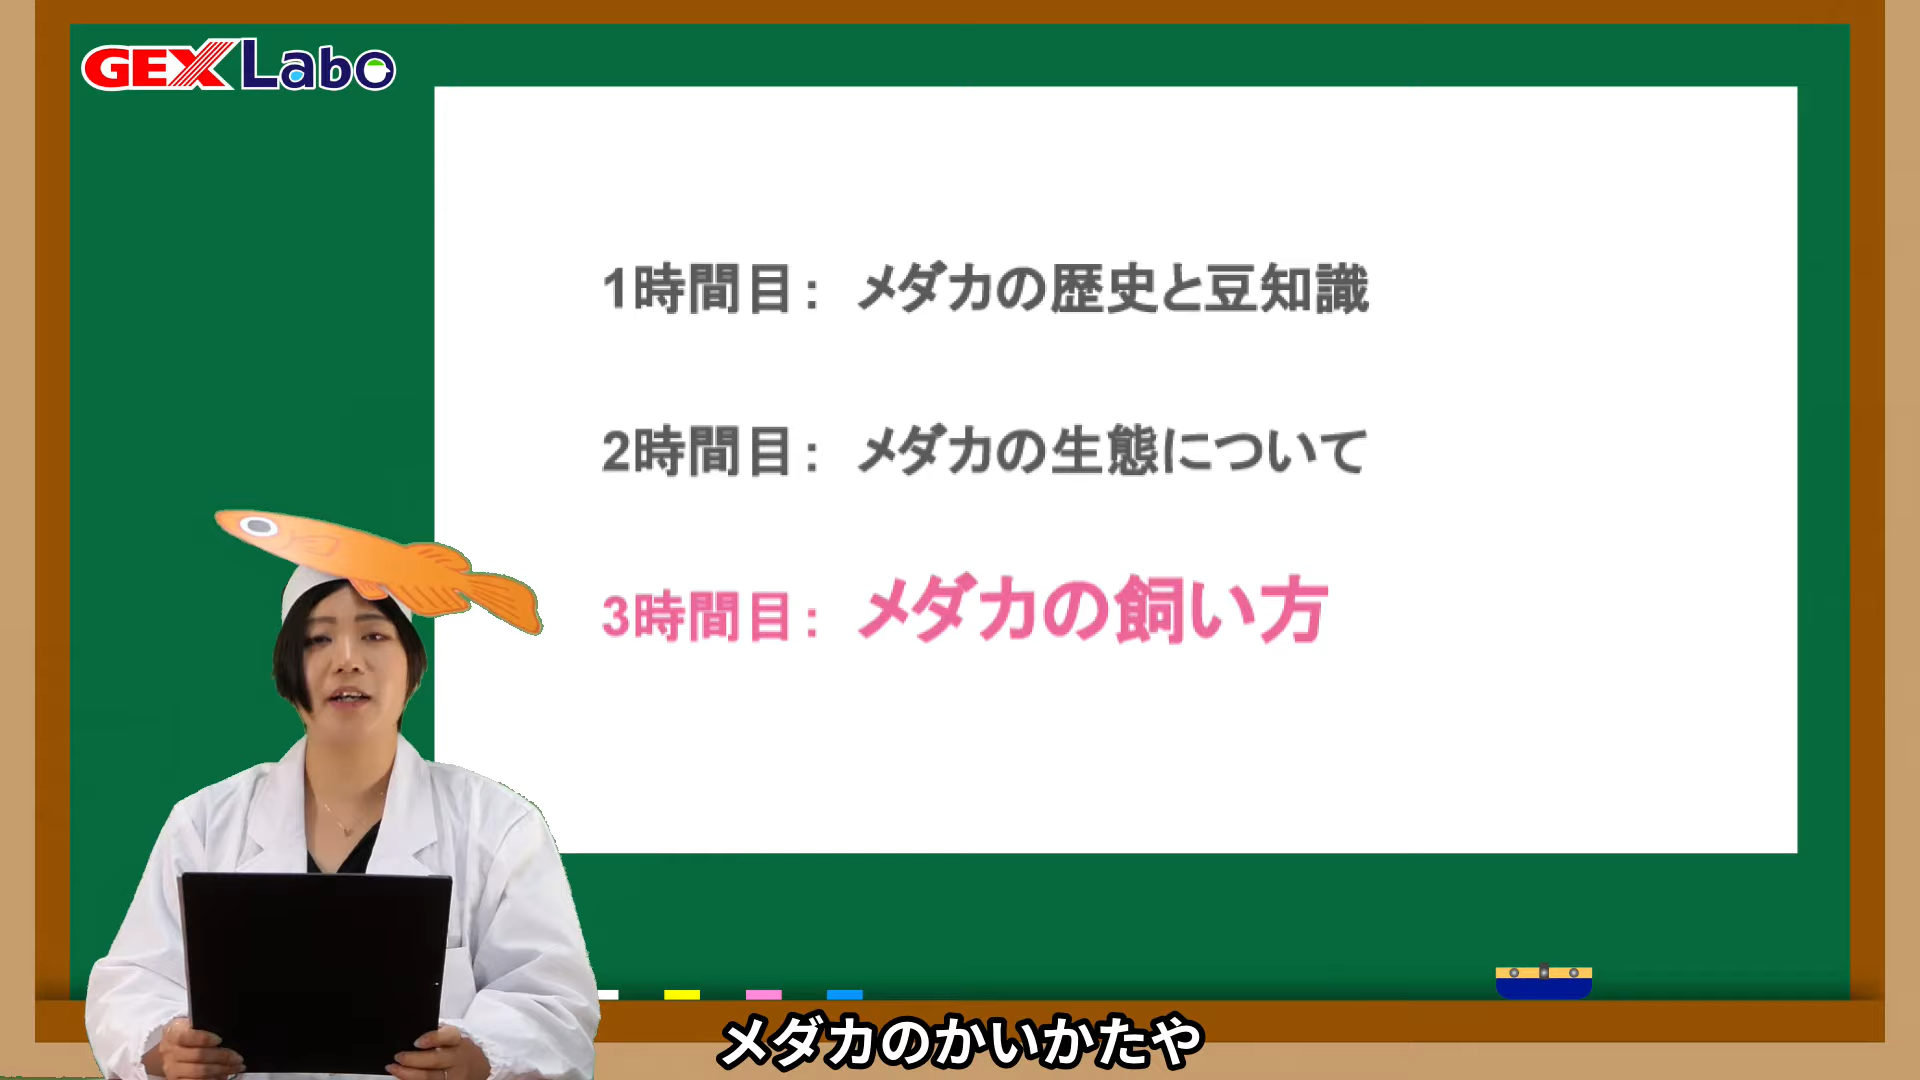 GEX Labo
1時間目： メダカの歴史と豆知識
2時間目： メダカの生態について
3時間目： メダカの飼い方
メダカのかいかたや